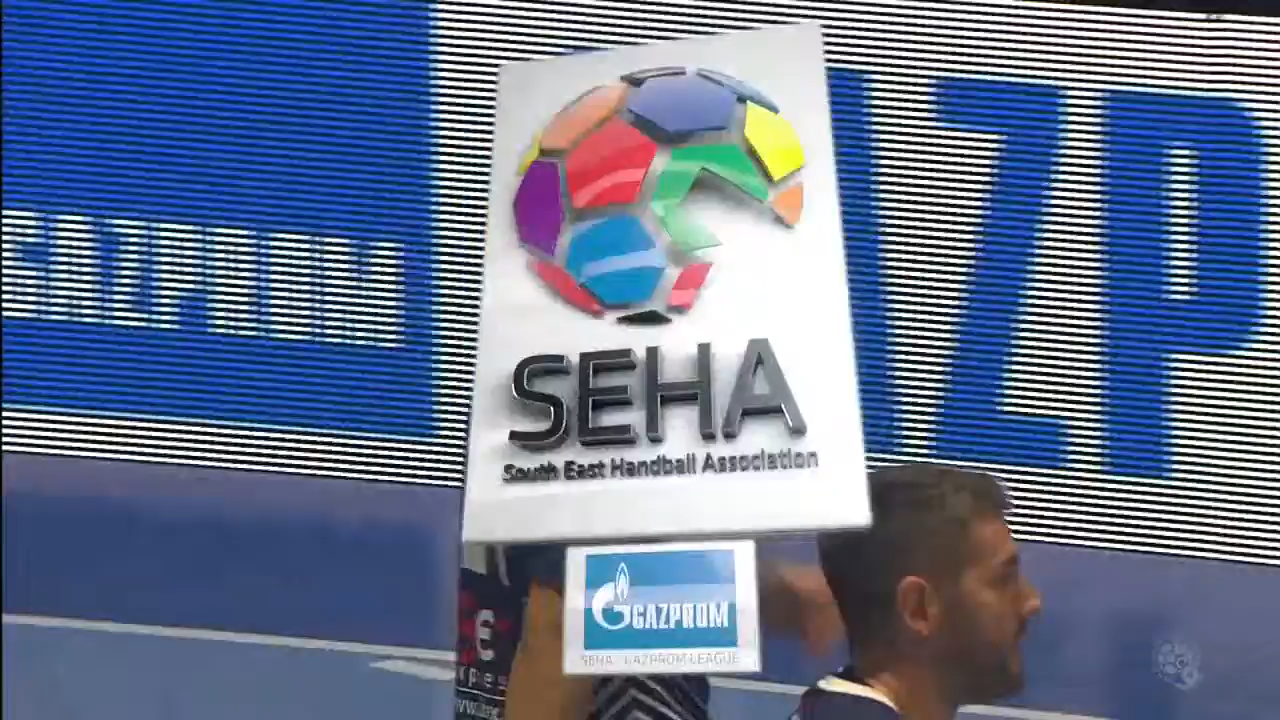 GAZPROM
ZP
SEHA
South East Handball Association
GAZPROM
SEHA - GAZPROM LEAGUE